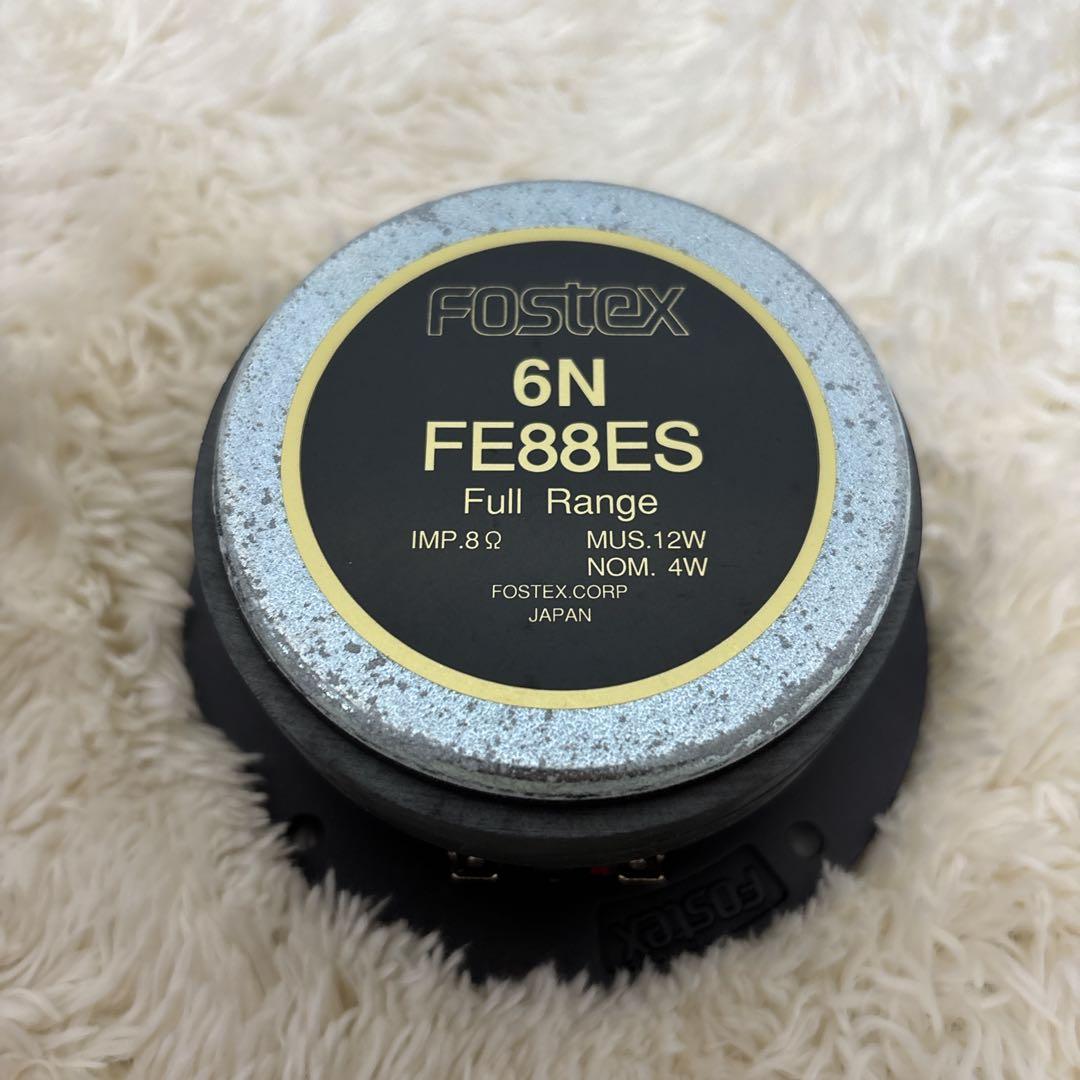 Fostex
6N
FE88ES
Full Range
IMP.8Ω MUS.12W
NOM. 4W
FOSTEX.CORP
JAPAN
Fostex